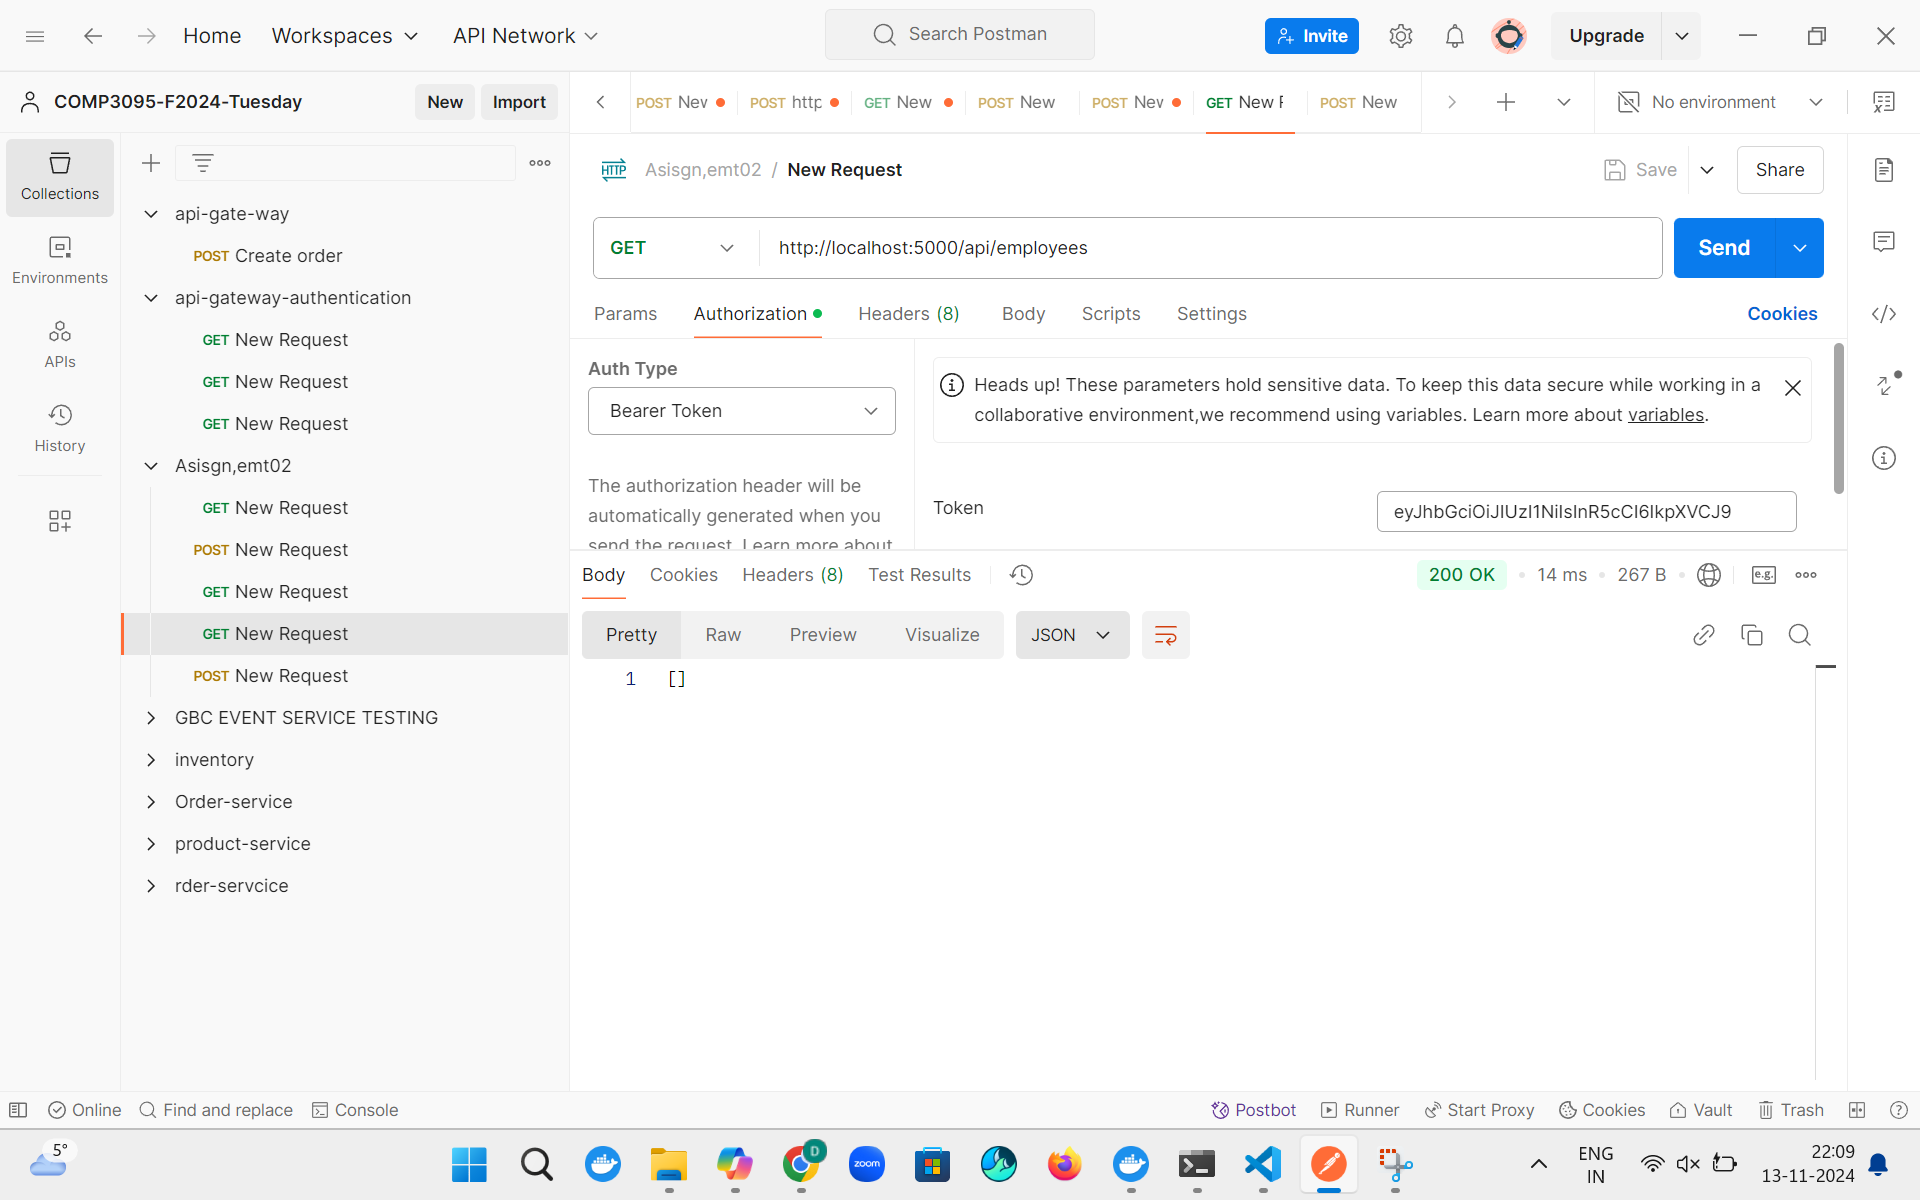 Home
Workspaces
API Network
Search Postman
Invite
Upgrade
COMP3095-F2024-Tuesday
New
Import
POST New
POST http
GET New
POST New
POST New
GET New R
POST New
No environment
Collections
Environments
APIs
History
api-gate-way
POST Create order
api-gateway-authentication
GET New Request
GET New Request
GET New Request
Asisgn,emt02
GET New Request
POST New Request
GET New Request
GET New Request
POST New Request
GBC EVENT SERVICE TESTING
inventory
Order-service
product-service
rder-servcice
HTTP
Asisgn,emt02 / New Request
Save
Share
GET
http://localhost:5000/api/employees
Send
Params
Authorization
Headers (8)
Body
Scripts
Settings
Cookies
Auth Type
Bearer Token
The authorization header will be
automatically generated when you
send the request. Learn more about
Heads up! These parameters hold sensitive data. To keep this data secure while working in a
collaborative environment,we recommend using variables. Learn more about variables.
Token
eyJhbGciOiJIUzI1NiIsInR5cCI6IkpXVCJ9
Body
Cookies
Headers (8)
Test Results
200 OK
14 ms
267 B
e.g.
Pretty
Raw
Preview
Visualize
JSON
1 []
Online
Find and replace
Console
Postbot
Runner
Start Proxy
Cookies
Vault
Trash
5°
D
zoom
ENG
IN
22:09
13-11-2024